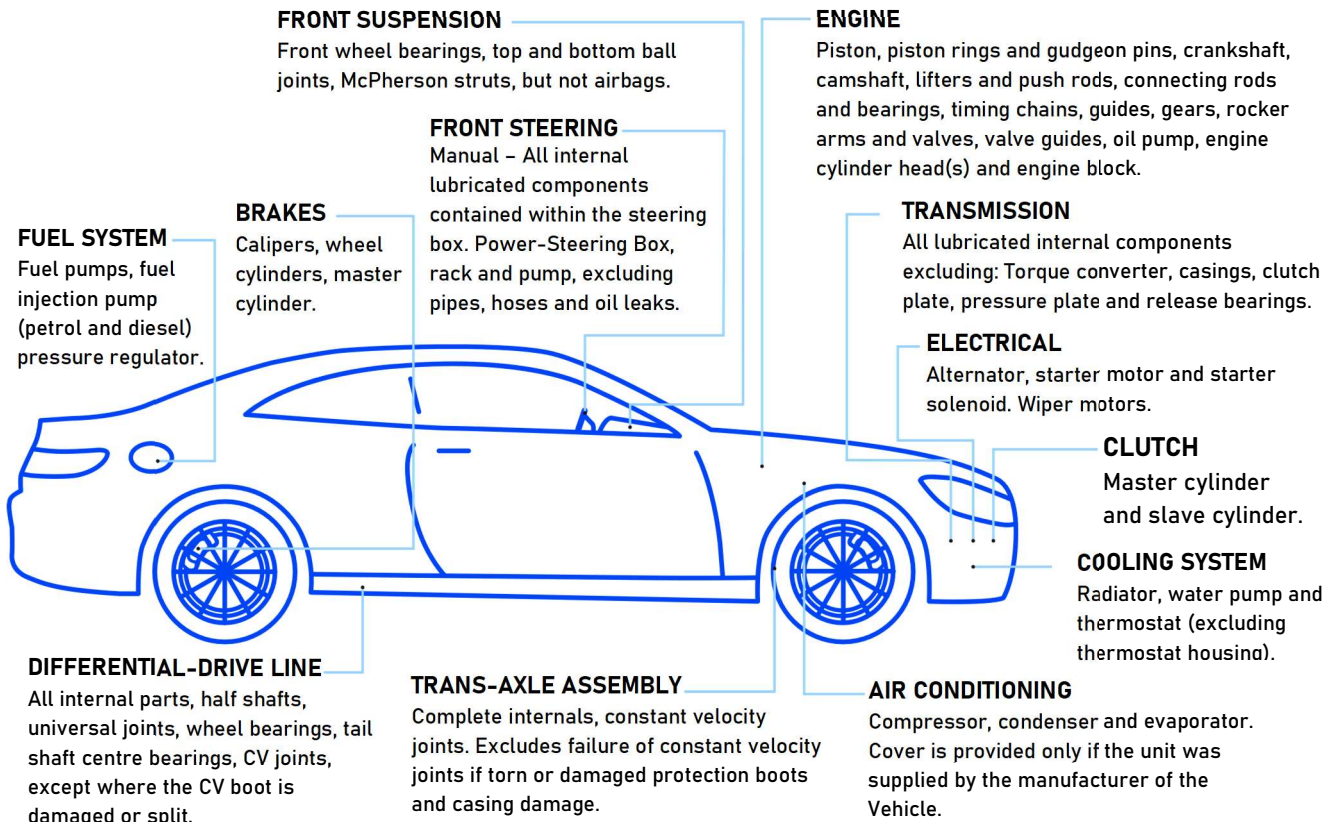 FRONT SUSPENSION
Front wheel bearings, top and bottom ball
joints, McPherson struts, but not airbags.
ENGINE
Piston, piston rings and gudgeon pins, crankshaft,
camshaft, lifters and push rods, connecting rods
and bearings, timing chains, guides, gears, rocker
arms and valves, valve guides, oil pump, engine
cylinder head(s) and engine block.
FRONT STEERING
Manual – All internal
lubricated components
contained within the steering
box. Power-Steering Box,
rack and pump, excluding
pipes, hoses and oil leaks.
BRAKES
Calipers, wheel
cylinders, master
cylinder.
FUEL SYSTEM
Fuel pumps, fuel
injection pump
(petrol and diesel)
pressure regulator.
TRANSMISSION
All lubricated internal components
excluding: Torque converter, casings, clutch
plate, pressure plate and release bearings.
ELECTRICAL
Alternator, starter motor and starter
solenoid. Wiper motors.
CLUTCH
Master cylinder
and slave cylinder.
COOLING SYSTEM
Radiator, water pump and
thermostat (excluding
thermostat housing).
DIFFERENTIAL-DRIVE LINE
All internal parts, half shafts,
universal joints, wheel bearings, tail
shaft centre bearings, CV joints,
except where the CV boot is
damaged or split.
TRANS-AXLE ASSEMBLY
Complete internals, constant velocity
joints. Excludes failure of constant velocity
joints if torn or damaged protection boots
and casing damage.
AIR CONDITIONING
Compressor, condenser and evaporator.
Cover is provided only if the unit was
supplied by the manufacturer of the
Vehicle.